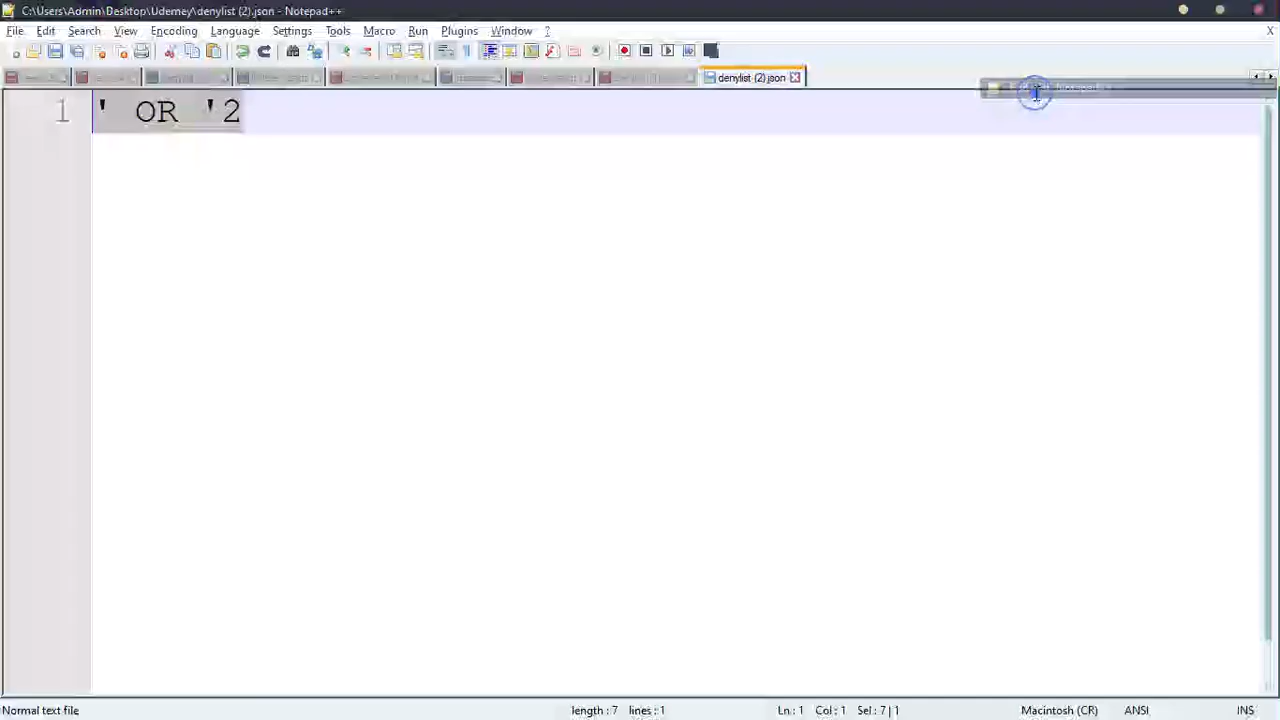 C:\Users\Admin\Desktop\Udemey\denylist (2).json - Notepad++
File Edit Search View Encoding Language Settings Tools Macro Run Plugins Window ? X
denylist (2).json
1 ' OR '2
Normal text file length : 7 lines : 1 Ln : 1 Col : 1 Sel : 7 | 1 Macintosh (CR) ANSI INS